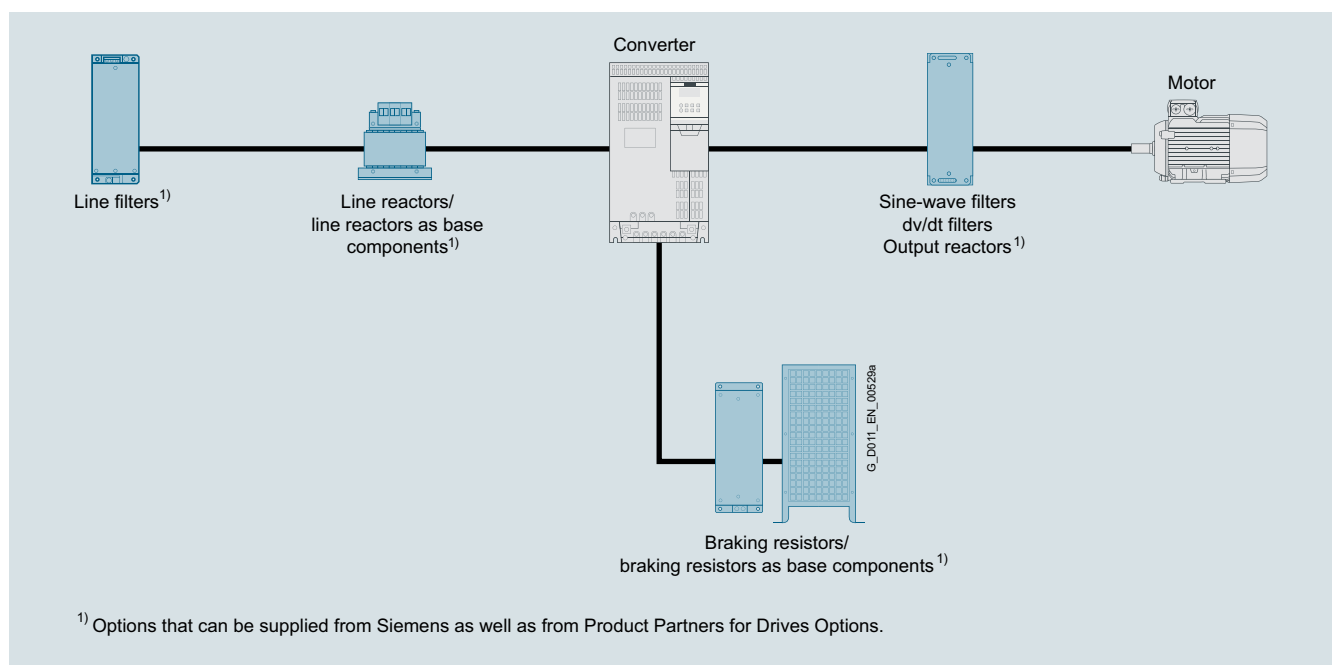 Converter
Motor
Line filters1)
Line reactors/
line reactors as base
components1)
Sine-wave filters
dv/dt filters
Output reactors1)
G_D011_EN_00529a
Braking resistors/
braking resistors as base components1)
1) Options that can be supplied from Siemens as well as from Product Partners for Drives Options.